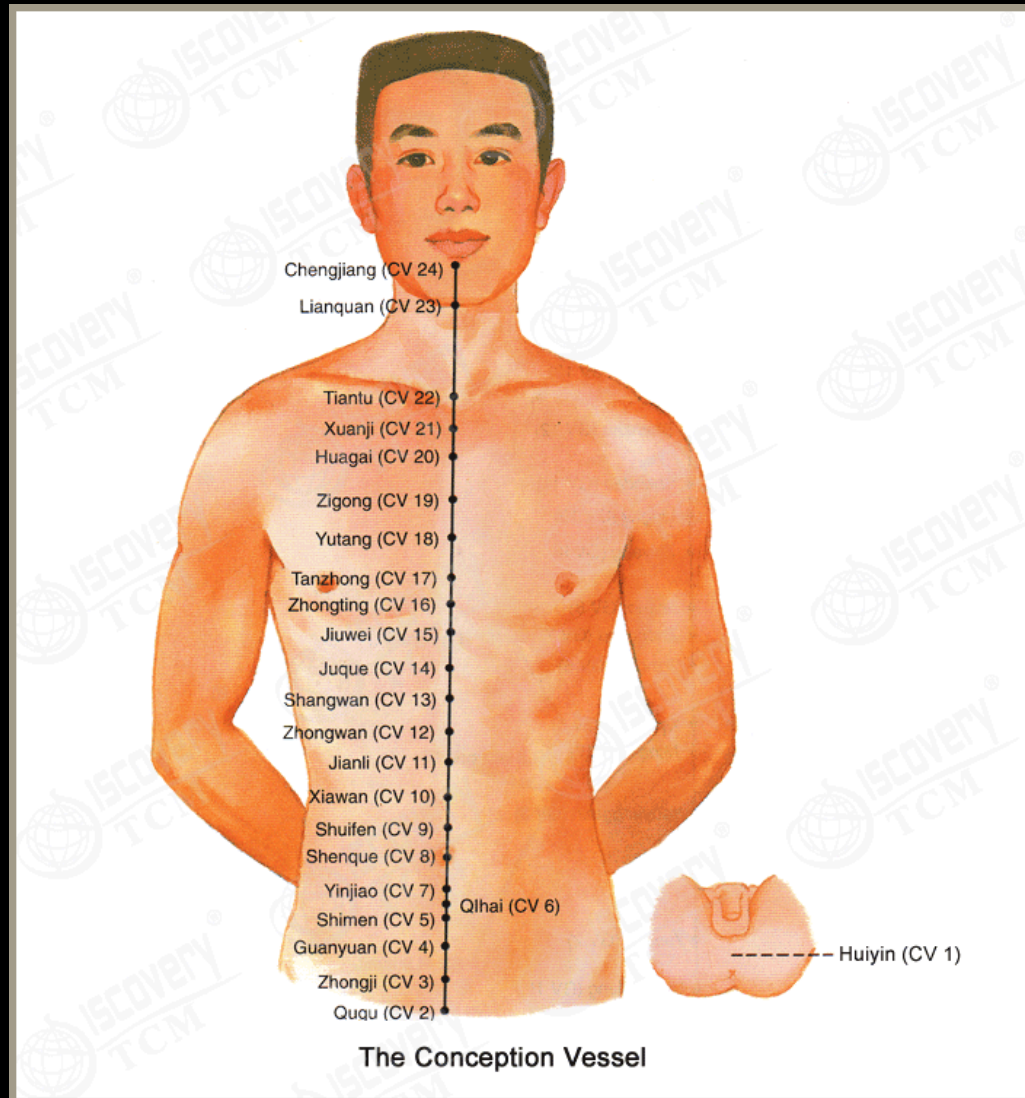 Chengjiang (CV 24)
Lianquan (CV 23)
Tiantu (CV 22)
Xuanji (CV 21)
Huagai (CV 20)
Zigong (CV 19)
Yutang (CV 18)
Tanzhong (CV 17)
Zhongting (CV 16)
Jiuwei (CV 15)
Juque (CV 14)
Shangwan (CV 13)
Zhongwan (CV 12)
Jianli (CV 11)
Xiawan (CV 10)
Shuifen (CV 9)
Shenque (CV 8)
Yinjiao (CV 7)
QIhai (CV 6)
Shimen (CV 5)
Guanyuan (CV 4)
Huiyin (CV 1)
Zhongji (CV 3)
Ququ (CV 2)
The Conception Vessel
ISCOVERY
TCM